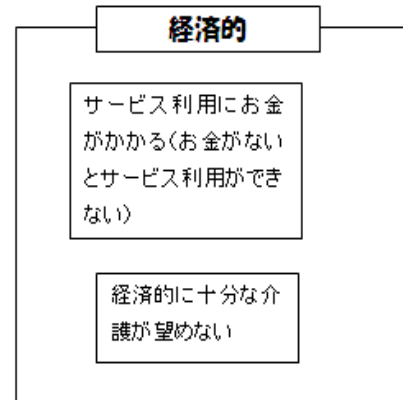 経済的
サービス利用にお金
がかかる(お金がない
とサービス利用ができ
ない)
経済的に十分な介
護が望めない